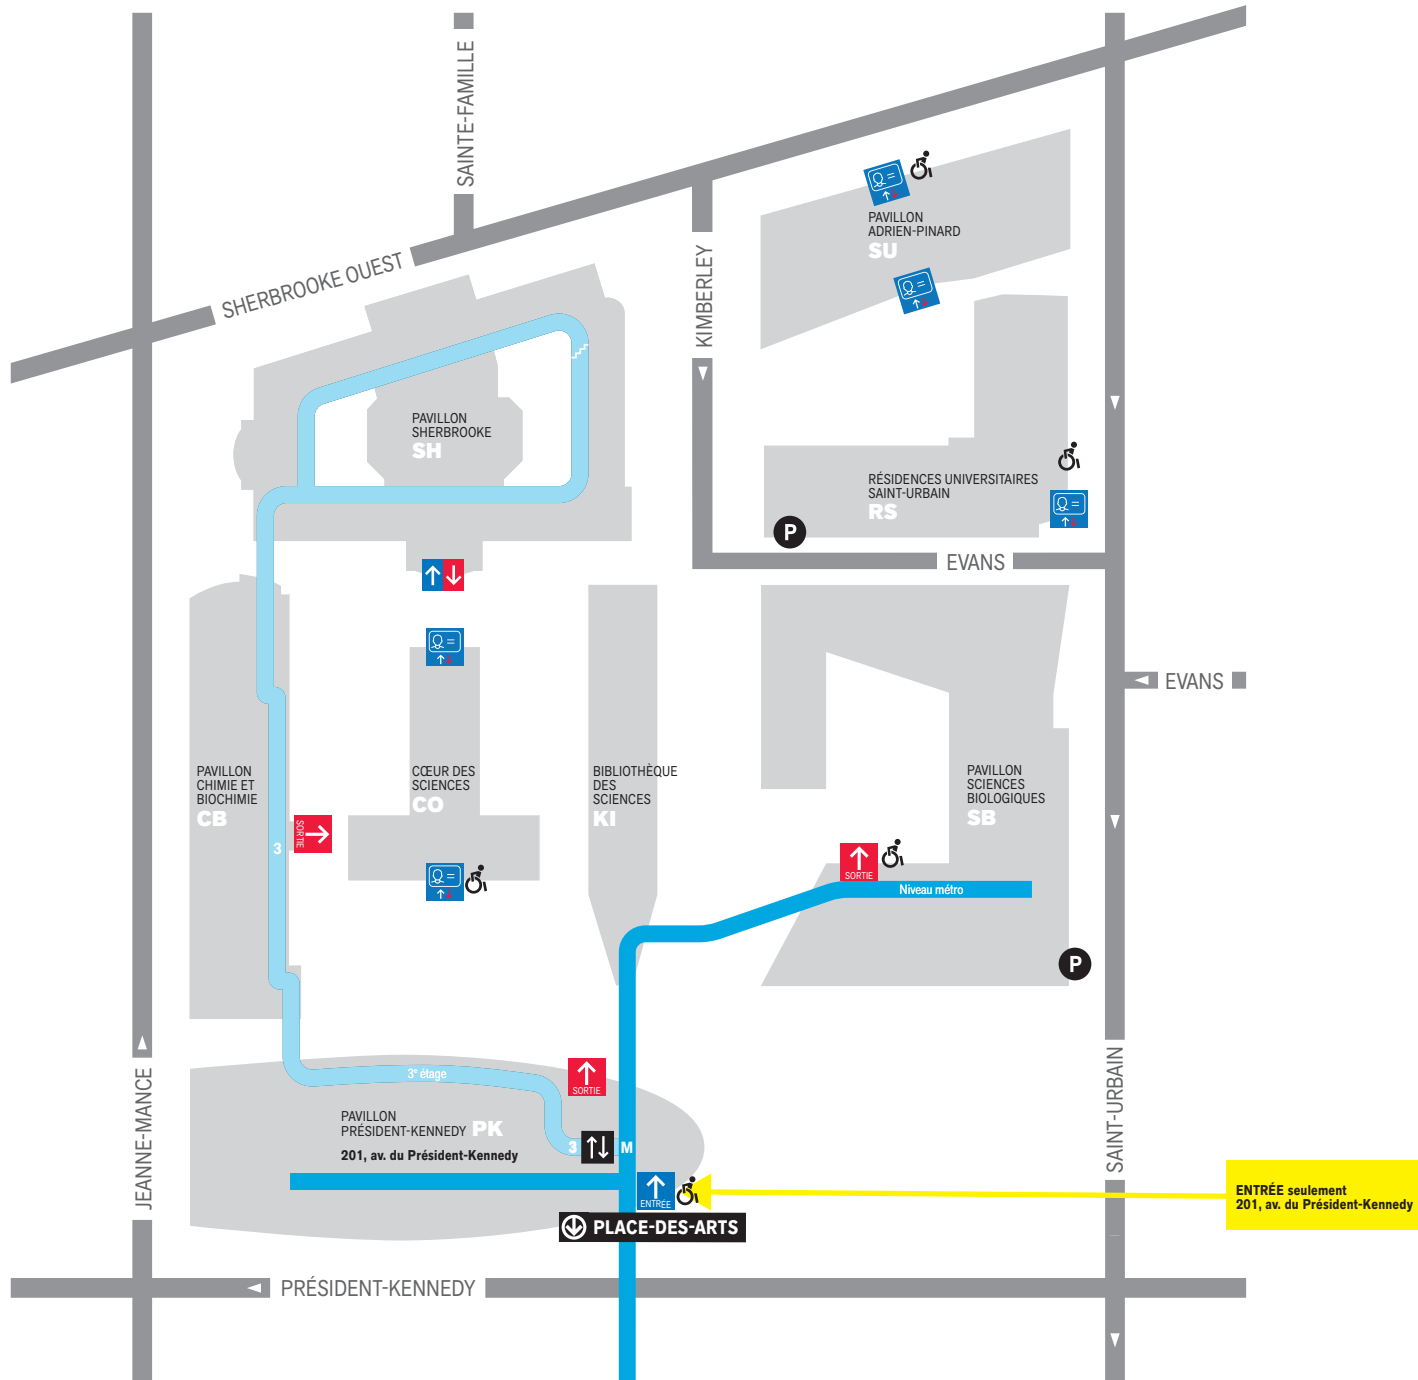 SAINTE-FAMILLE
SHERBROOKE OUEST
KIMBERLEY
PAVILLON
ADRIEN-PINARD
SU
PAVILLON
SHERBROOKE
SH
RÉSIDENCES UNIVERSITAIRES
SAINT-URBAIN
RS
P
EVANS
EVANS
PAVILLON
CHIMIE ET
BIOCHIMIE
CB
3
SORTIE
CŒUR DES
SCIENCES
CO
BIBLIOTHÈQUE
DES
SCIENCES
KI
PAVILLON
SCIENCES
BIOLOGIQUES
SB
SORTIE
Niveau métro
P
3e étage
SORTIE
PAVILLON
PRÉSIDENT-KENNEDY PK
201, av. du Président-Kennedy
3
M
ENTRÉE
PLACE-DES-ARTS
JEANNE-MANCE
SAINT-URBAIN
ENTRÉE seulement
201, av. du Président-Kennedy
PRÉSIDENT-KENNEDY